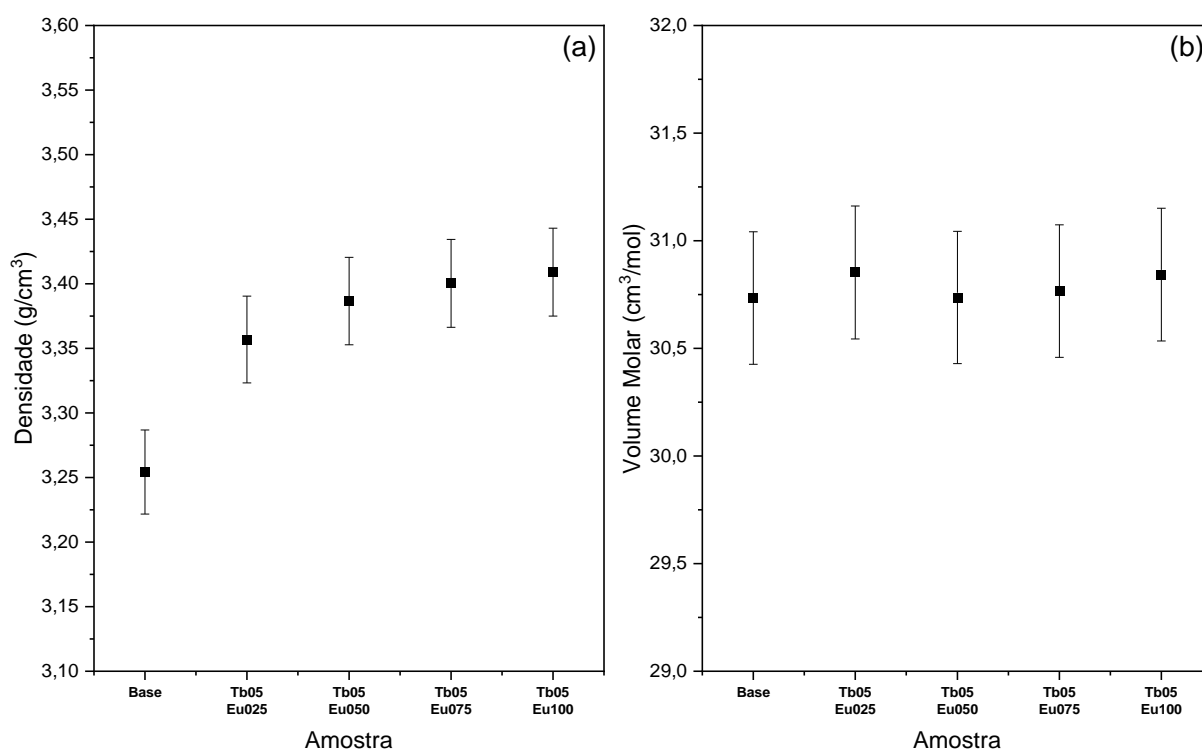 (a)
Densidade (g/cm³)
3,60
3,55
3,50
3,45
3,40
3,35
3,30
3,25
3,20
3,15
3,10
Base
Tb05
Eu025
Tb05
Eu050
Tb05
Eu075
Tb05
Eu100
Amostra
(b)
Volume Molar (cm³/mol)
32,0
31,5
31,0
30,5
30,0
29,5
29,0
Base
Tb05
Eu025
Tb05
Eu050
Tb05
Eu075
Tb05
Eu100
Amostra